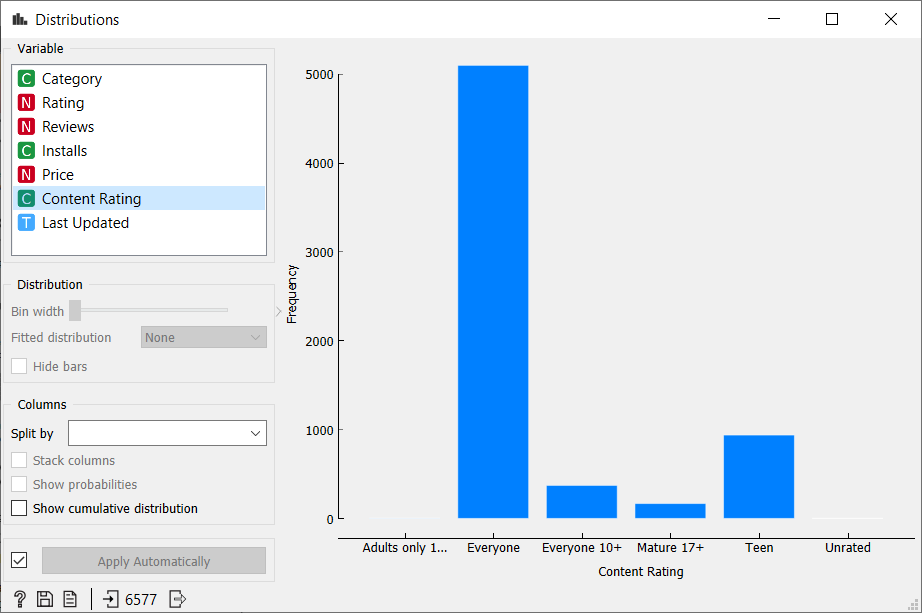 Distributions
Variable
C Category
N Rating
N Reviews
C Installs
N Price
C Content Rating
T Last Updated
Distribution
Bin width
Fitted distribution None
Hide bars
Columns
Split by
Stack columns
Show probabilities
Show cumulative distribution
Apply Automatically
? 6577
5000
4000
3000
2000
1000
0
Frequency
Adults only 1... Everyone Everyone 10+ Mature 17+ Teen Unrated
Content Rating